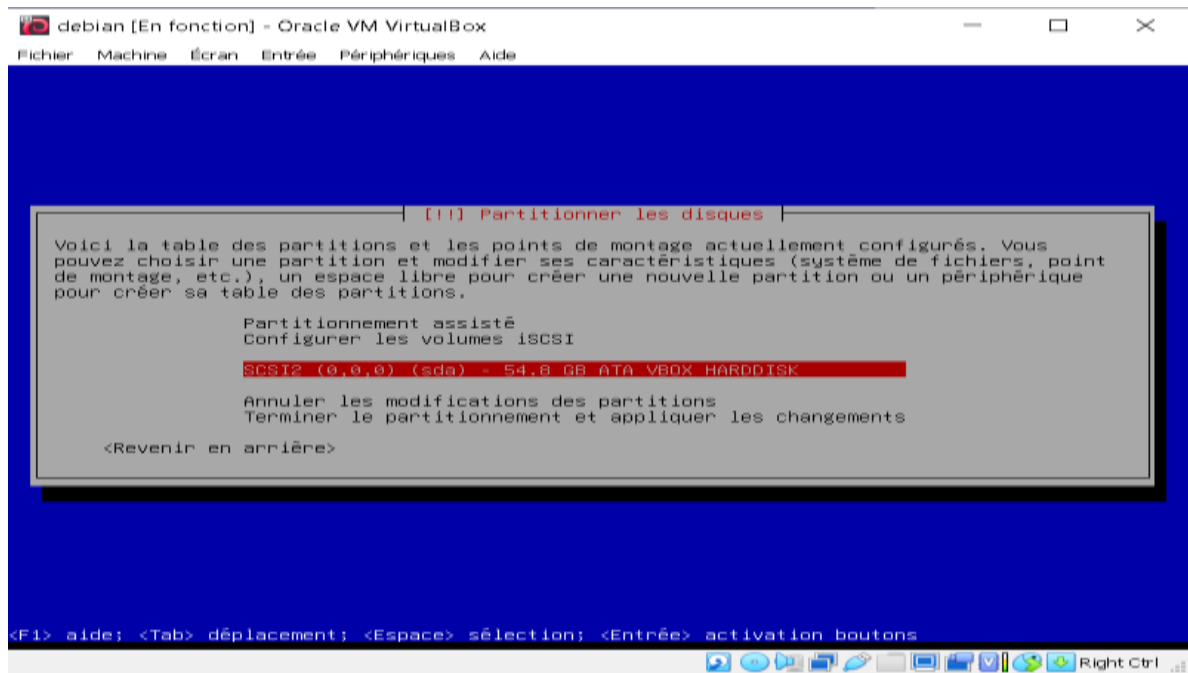 debian [En fonction] - Oracle VM VirtualBox
Fichier Machine Écran Entrée Périphériques Aide
[!!] Partitionner les disques
Voici la table des partitions et les points de montage actuellement configurés. Vous
pouvez choisir une partition et modifier ses caractéristiques (système de fichiers, point
de montage, etc.), un espace libre pour créer une nouvelle partition ou un périphérique
pour créer sa table des partitions.
Partitionnement assisté
Configurer les volumes iSCSI
SCSI2 (0,0,0) (sda) - 54.8 GB ATA VBOX HARDDISK
Annuler les modifications des partitions
Terminer le partitionnement et appliquer les changements
<Revenir en arrière>
<F1> aide; <Tab> déplacement; <Espace> sélection; <Entrée> activation boutons
Right Ctrl